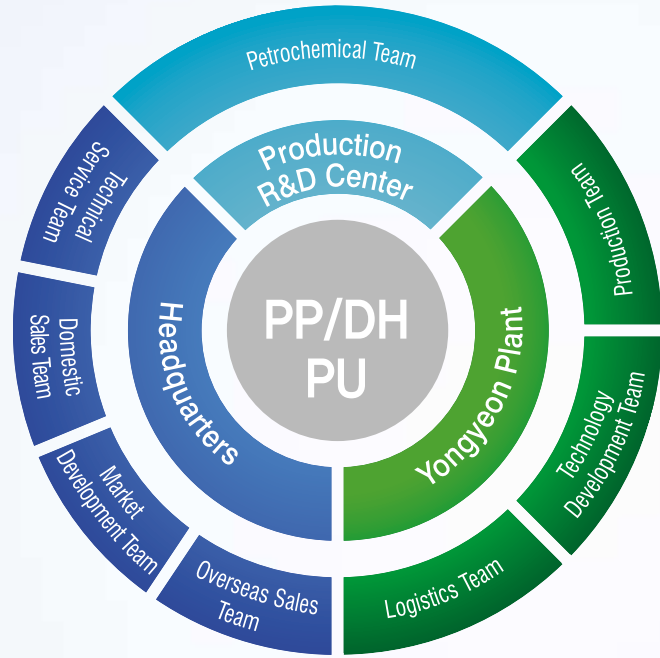 PP/DH
PU
Production
R&D Center
Petrochemical Team
Yongyeon Plant
Production Team
Technology
Development Team
Logistics Team
Headquarters
Overseas Sales
Team
Market
Development Team
Domestic
Sales Team
Technical
Service Team